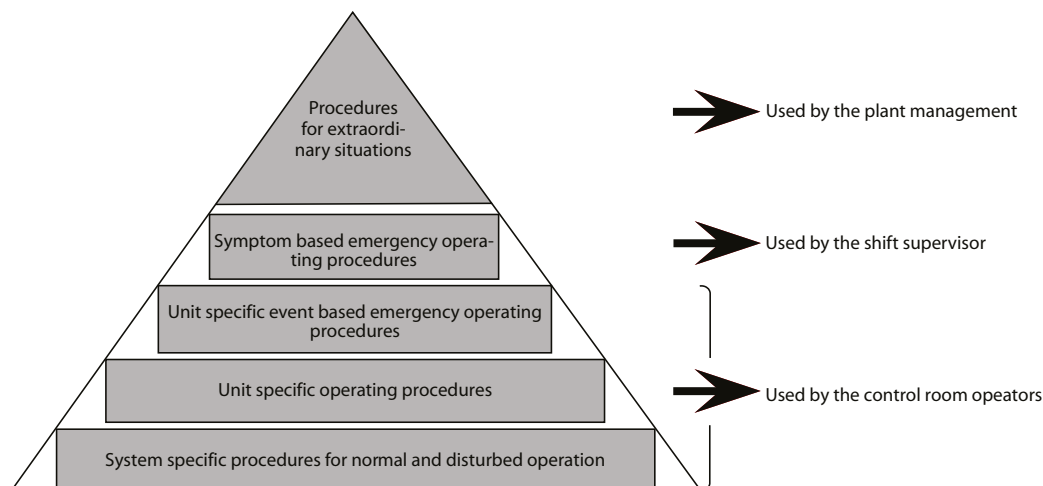 Procedures
for extraordi-
nary situations
Used by the plant management
Symptom based emergency opera-
ting procedures
Used by the shift supervisor
Unit specific event based emergency operating
procedures
Unit specific operating procedures
Used by the control room opeators
System specific procedures for normal and disturbed operation